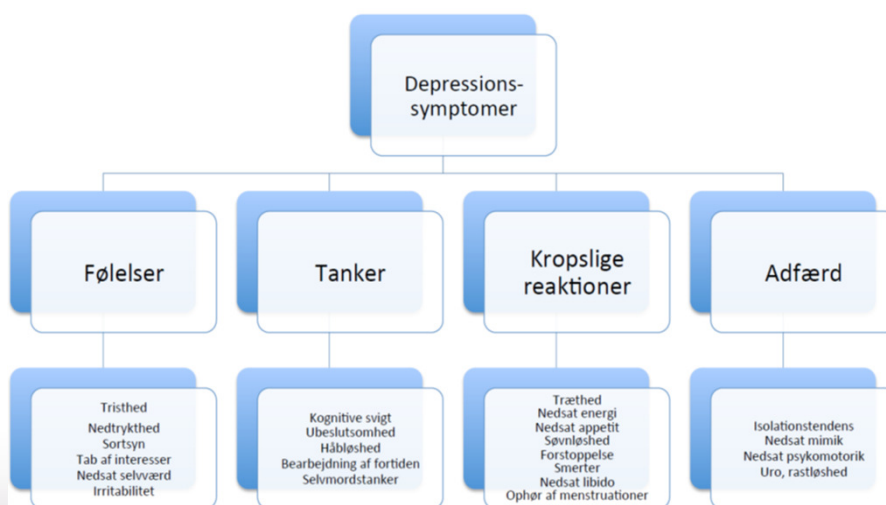 Depressions-
symptomer
Følelser
Tanker
Kropslige
reaktioner
Adfærd
Tristhed
Nedtrykthed
Sortsyn
Tab af interesser
Nedsat selvværd
Irritabilitet
Kognitive svigt
Ubeslutsomhed
Håbløshed
Bearbejdning af fortiden
Selvmordstanker
Træthed
Nedsat energi
Nedsat appetit
Søvnløshed
Forstoppelse
Smerter
Nedsat libido
Ophør af menstruationer
Isolationstendens
Nedsat mimik
Nedsat psykomotorik
Uro, rastløshed